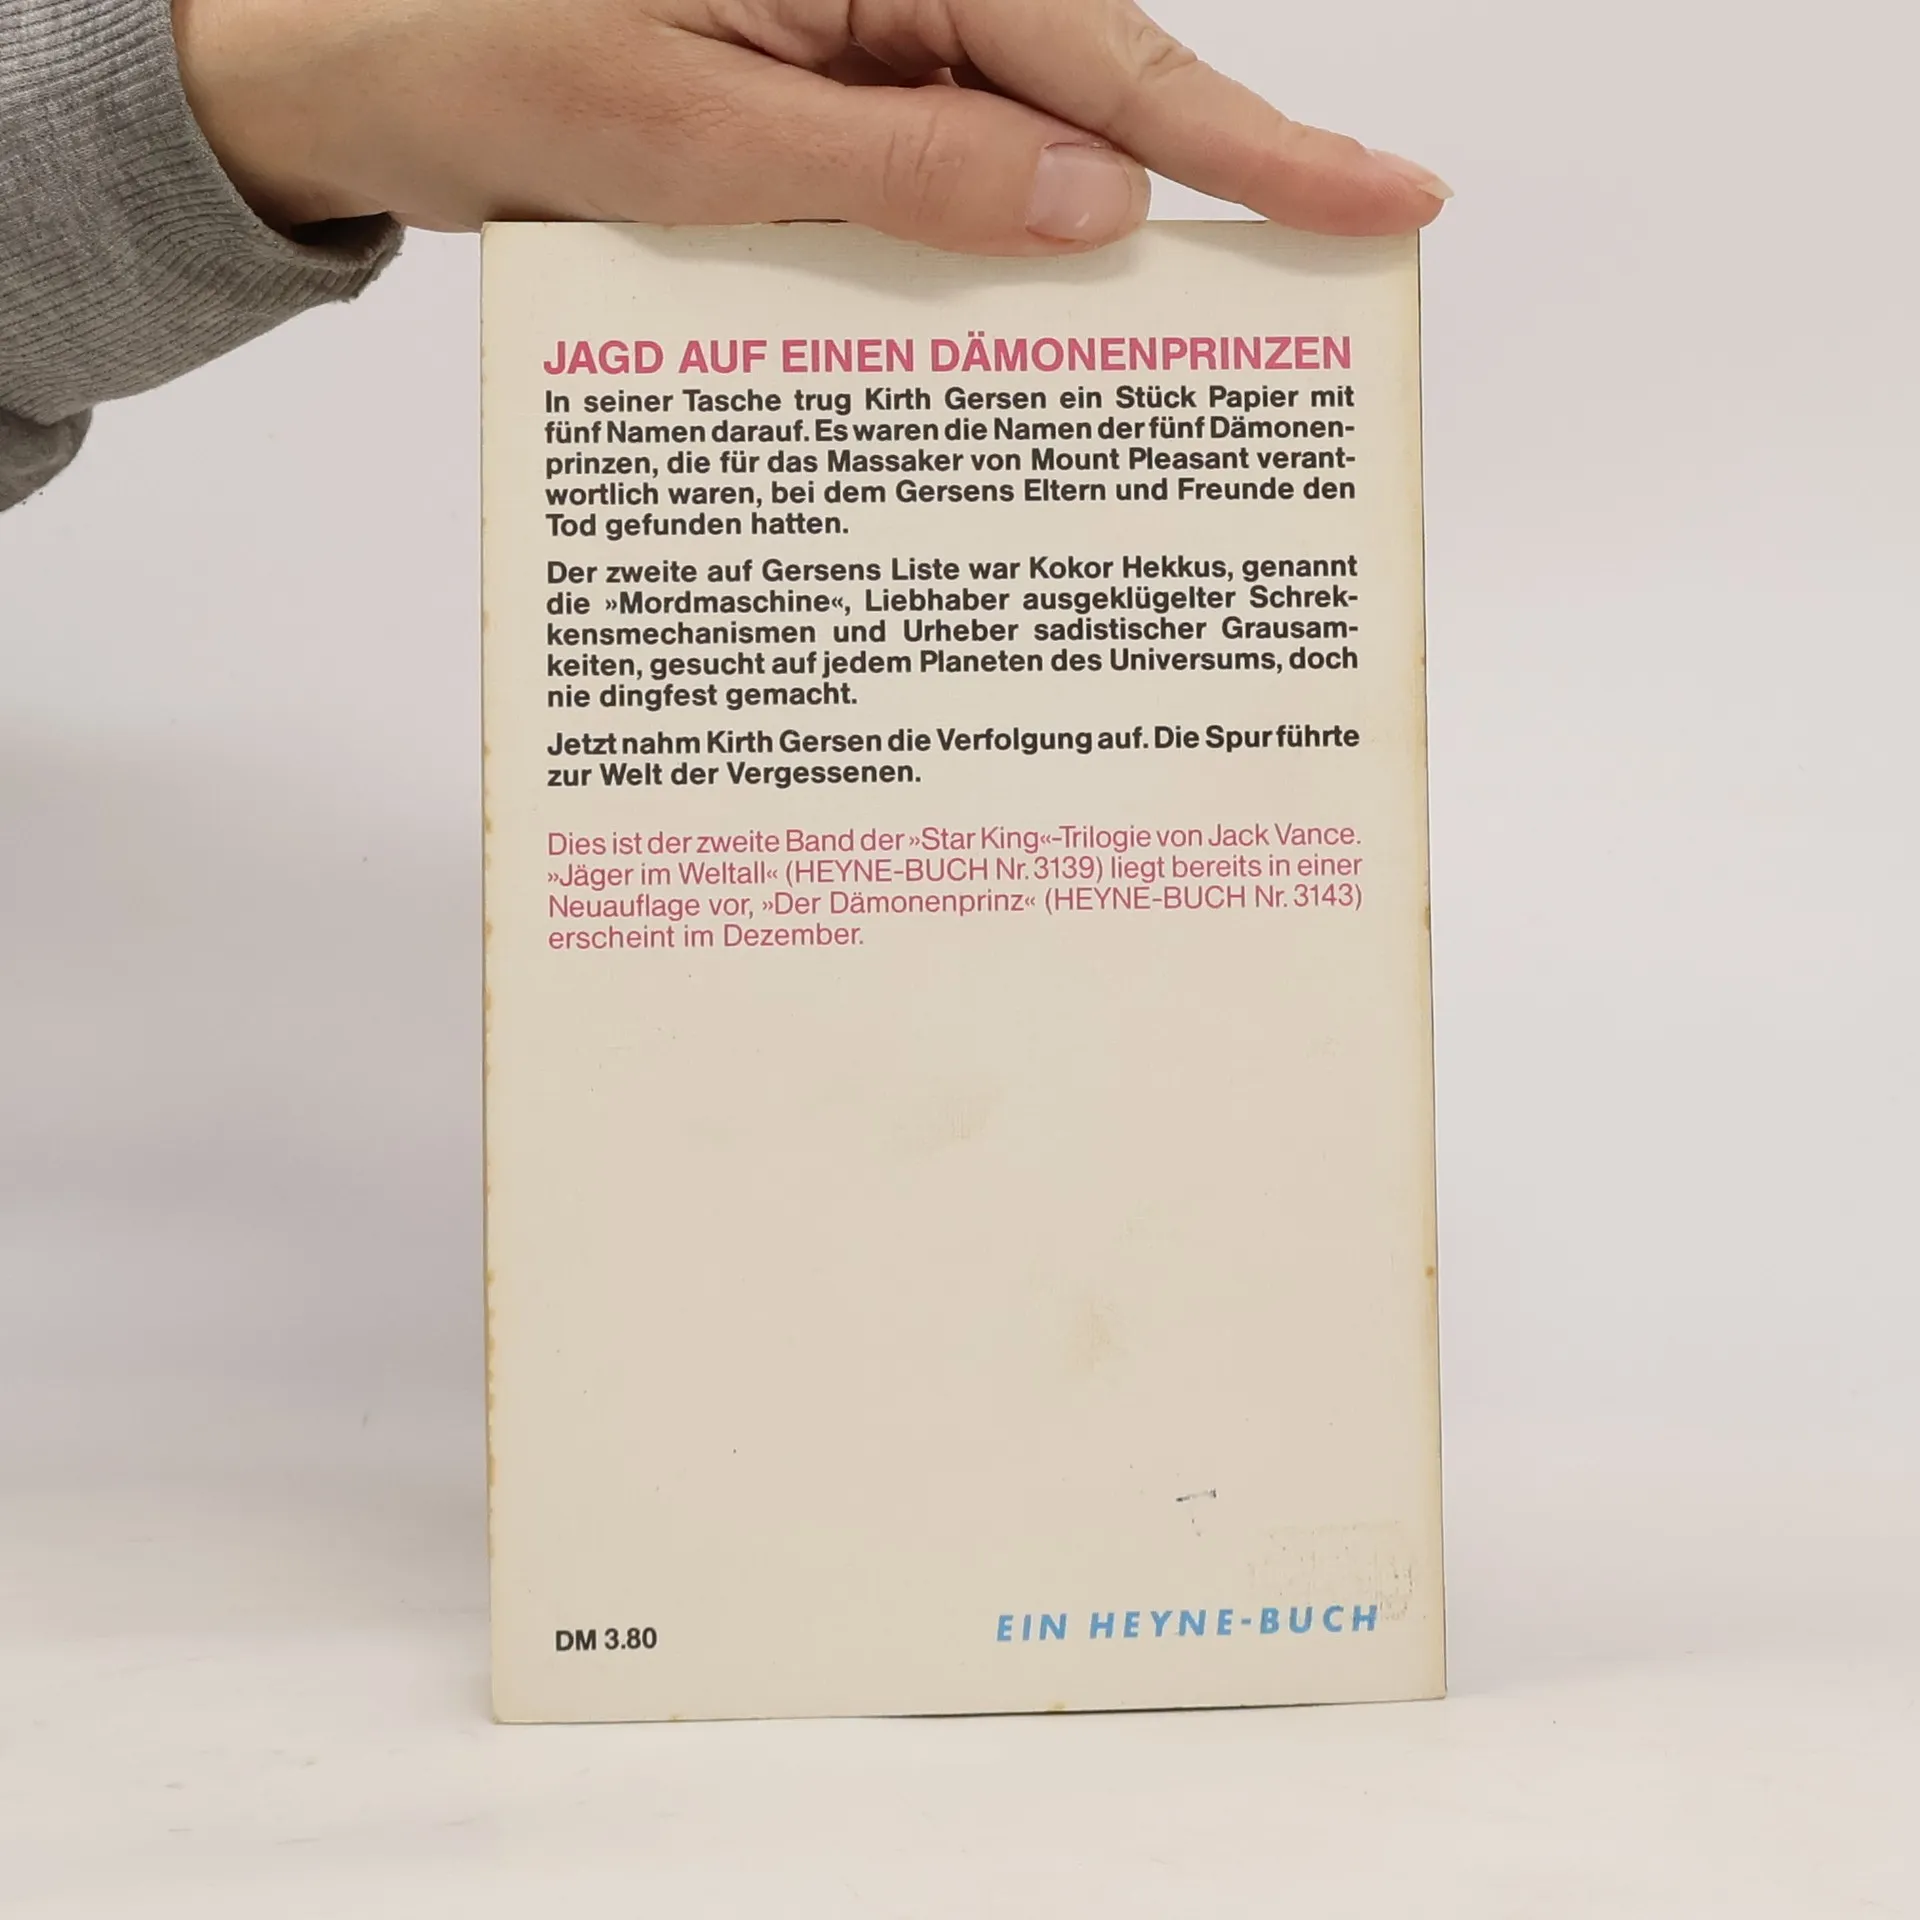 JAGD AUF EINEN DÄMONENPRINZEN
In seiner Tasche trug Kirth Gersen ein Stück Papier mit
fünf Namen darauf. Es waren die Namen der fünf Dämonen-
prinzen, die für das Massaker von Mount Pleasant verant-
wortlich waren, bei dem Gersens Eltern und Freunde den
Tod gefunden hatten.
Der zweite auf Gersens Liste war Kokor Hekkus, genannt
die »Mordmaschine«, Liebhaber ausgeklügelter Schrek-
kensmechanismen und Urheber sadistischer Grausam-
keiten, gesucht auf jedem Planeten des Universums, doch
nie dingfest gemacht.
Jetzt nahm Kirth Gersen die Verfolgung auf. Die Spur führte
zur Welt der Vergessenen.
Dies ist der zweite Band der »Star King«-Trilogie von Jack Vance.
»Jäger im Weltall« (HEYNE-BUCH Nr. 3139) liegt bereits in einer
Neuauflage vor, »Der Dämonenprinz« (HEYNE-BUCH Nr. 3143)
erscheint im Dezember.
DM 3.80
EIN HEYNE-BUCH